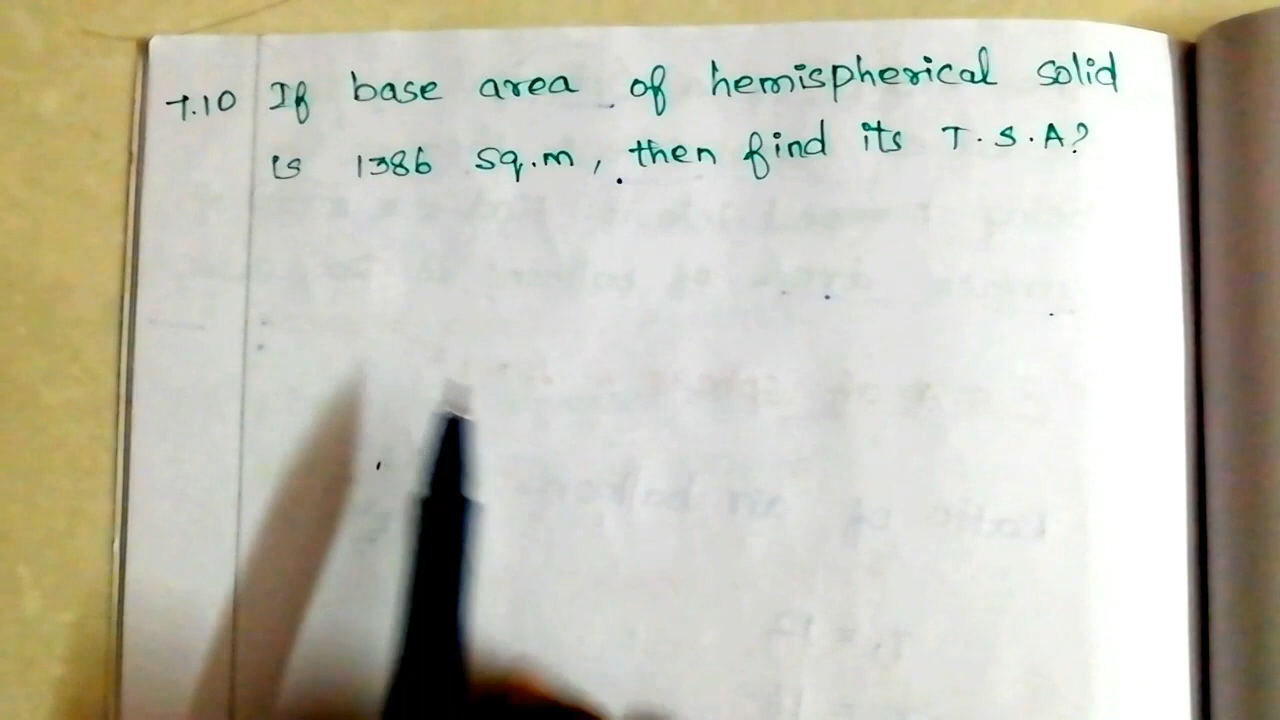 7.10 If base area of hemispherical solid
is 1386 sq.m, then find its T.S.A?